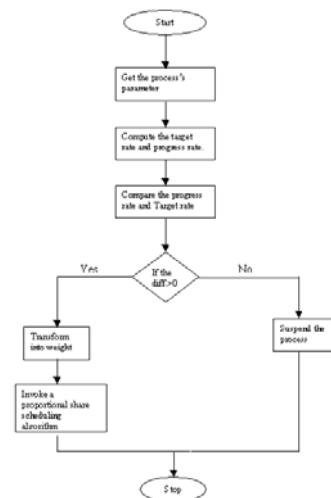 Start
Get the process's
parameter
Compute the target
rate and progress rate.
Compare the progress
rate and Target rate
If the
diff>0
Yes
No
Transform
into weight
Suspend the
process
Invoke a
proportional share
scheduling
alrorithm
Stop